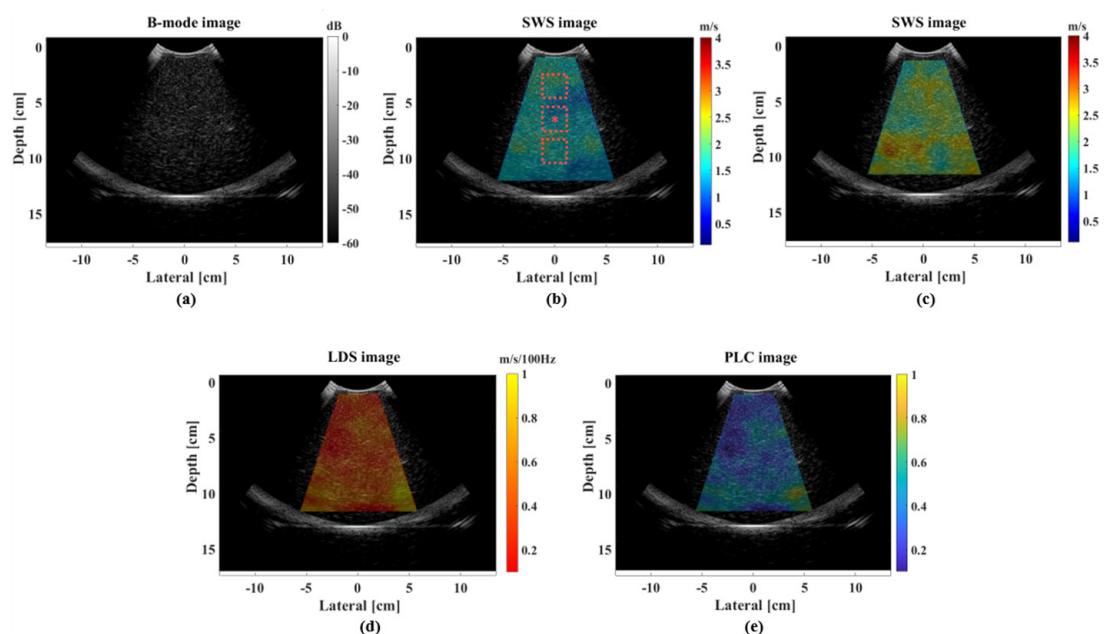 B-mode image
dB
0
-10
-20
-30
-40
-50
-60
0
5
10
15
Depth [cm]
-10 -5 0 5 10
Lateral [cm]
(a)
SWS image
m/s
4
3.5
3
2.5
2
1.5
1
0.5
0
5
10
15
Depth [cm]
*
-10 -5 0 5 10
Lateral [cm]
(b)
SWS image
m/s
4
3.5
3
2.5
2
1.5
1
0.5
0
5
10
15
Depth [cm]
-10 -5 0 5 10
Lateral [cm]
(c)
LDS image
m/s/100Hz
1
0.8
0.6
0.4
0.2
0
5
10
15
Depth [cm]
-10 -5 0 5 10
Lateral [cm]
(d)
PLC image
1
0.8
0.6
0.4
0.2
0
5
10
15
Depth [cm]
-10 -5 0 5 10
Lateral [cm]
(e)